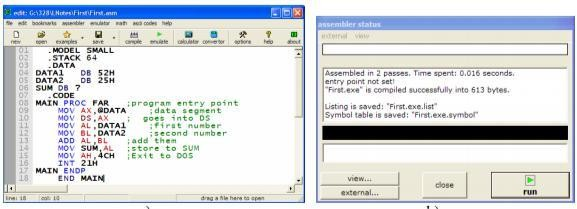 edit: G:\328\LNotes\First\First.asm
file edit bookmarks assembler emulator math ascii codes help
new open examples save compile emulate calculator convertor options help about
01 .MODEL SMALL
02 .STACK 64
03 .DATA
04 DATA1 DB 52H
05 DATA2 DB 25H
06 SUM DB ?
07 .CODE
08 MAIN PROC FAR ;program entry point
09 MOV AX,@DATA ;data segment
10 MOV DS,AX ; goes into DS
11 MOV AL,DATA1 ;first number
12 MOV BL,DATA2 ;second number
13 ADD AL,BL ;add them
14 MOV SUM,AL ;store to SUM
15 MOV AH,4CH ;Exit to DOS
16 INT 21H
17 MAIN ENDP
18 END MAIN
line: 18 col: 10 drag a file here to open
assembler status
external view
Assembled in 2 passes. Time spent: 0.016 seconds.
entry point not set!
"First.exe" is compiled successfully into 613 bytes.
Listing is saved: "First.exe.list"
Symbol table is saved: "First.exe.symbol"
view...
external...
close
run